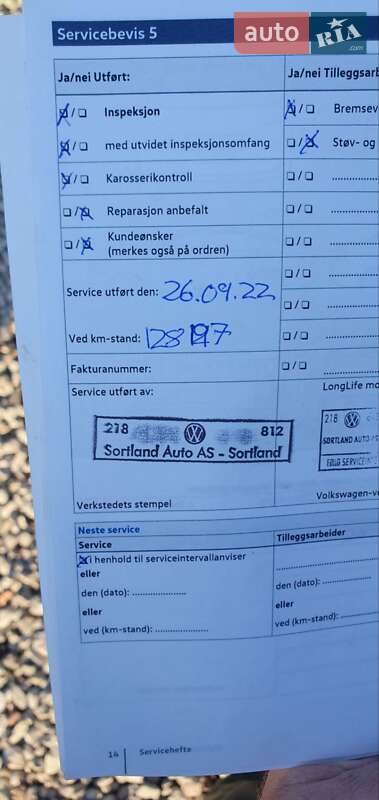 Servicebevis 5
auto RIA .com
Ja/nei Utført:
Ja/nei Tilleggsarbe
☒ / ☐ Inspeksjon
☒ / ☐ Bremsev
☒ / ☐ med utvidet inspeksjonsomfang
☐ / ☒ Støv- og
☒ / ☐ Karosserikontroll
☐ / ☐ ....................
☐ / ☒ Reparasjon anbefalt
☐ / ☐ ....................
☐ / ☒ Kundeønsker
(merkes også på ordren)
☐ / ☐ ....................
☐ / ☐ ....................
Service utført den: 26.09.22
☐ / ☐ ....................
Ved km-stand:
☐ / ☐ ....................
Fakturanummer:
☐ / ☐ ....................
Service utført av:
LongLife mo
218 812
Sortland Auto AS - Sortland
218
SORTLAND AUTO
Verkstedets stempel
Volkswagen-v
Neste service
Service
Tilleggsarbeider
☒ i henhold til serviceintervallanviser
....................
eller
eller
den (dato): ....................
den (dato): ....................
eller
eller
ved (km-stand): ....................
ved (km-stand): ....................
16 Servicehefte